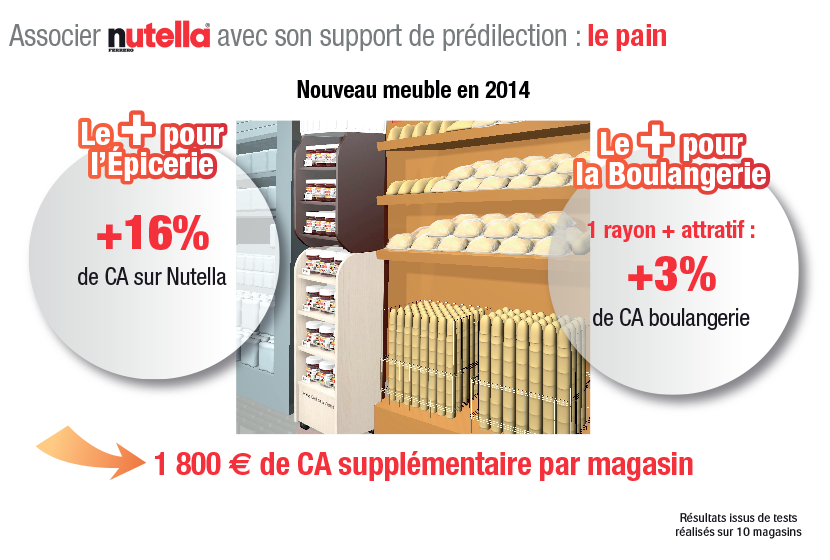 Associer nutella® avec son support de prédilection : le pain
FERRERO
Nouveau meuble en 2014
Le + pour
l'Épicerie
+16%
de CA sur Nutella
Le + pour
la Boulangerie
1 rayon + attratif :
+3%
de CA boulangerie
1 800 € de CA supplémentaire par magasin
Résultats issus de tests
réalisés sur 10 magasins